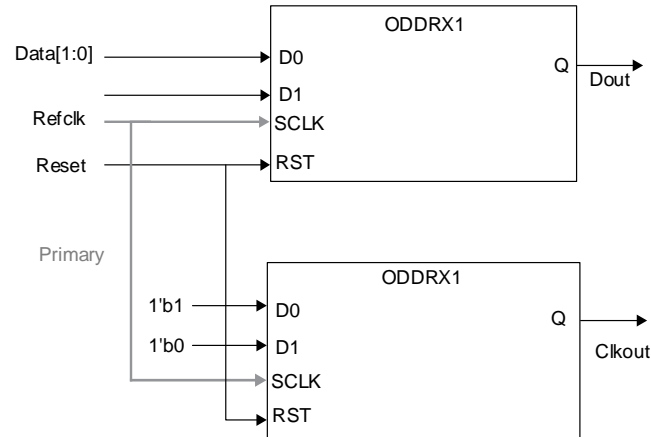 ODDRX1
Data[1:0]
D0
Q
Dout
D1
Refclk
SCLK
Reset
RST
Primary
ODDRX1
1'b1
D0
Q
Clkout
1'b0
D1
SCLK
RST